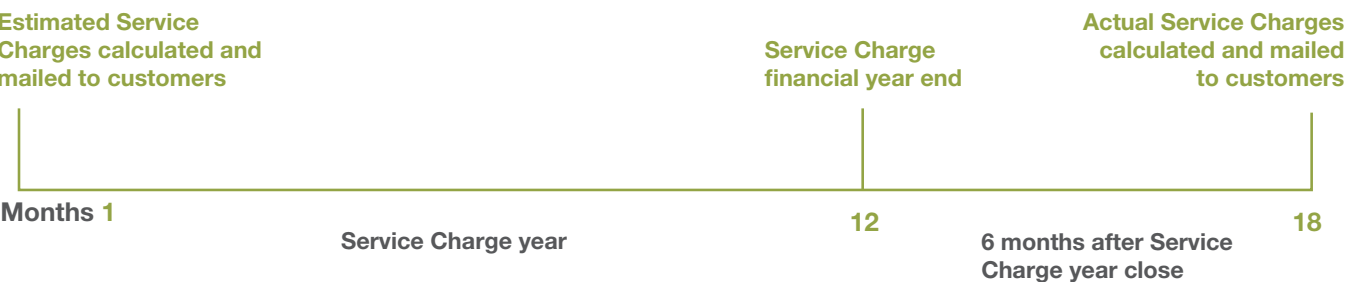 Estimated Service
Charges calculated and
mailed to customers
Service Charge
financial year end
Actual Service Charges
calculated and mailed
to customers
Months 1
12
18
Service Charge year
6 months after Service
Charge year close